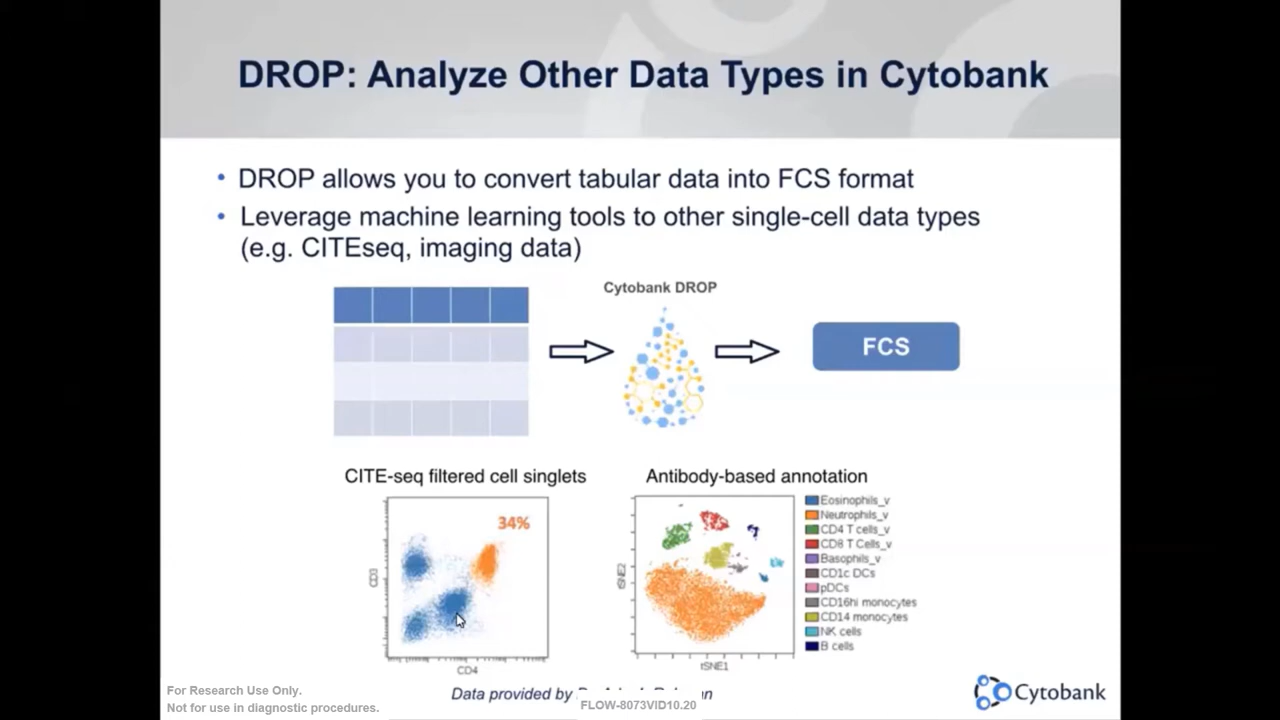 DROP: Analyze Other Data Types in Cytobank
• DROP allows you to convert tabular data into FCS format
• Leverage machine learning tools to other single-cell data types
(e.g. CITEseq, imaging data)
Cytobank DROP
FCS
CITE-seq filtered cell singlets
34%
CD3
CD4
Antibody-based annotation
tSNE2
tSNE1
Eosinophils_v
Neutrophils_v
CD4 T cells_v
CD8 T Cells_v
Basophils_v
CD1c DCs
pDCs
CD16hi monocytes
CD14 monocytes
NK cells
B cells
Data provided by
For Research Use Only.
Not for use in diagnostic procedures.
FLOW-8073VID10.20
Cytobank